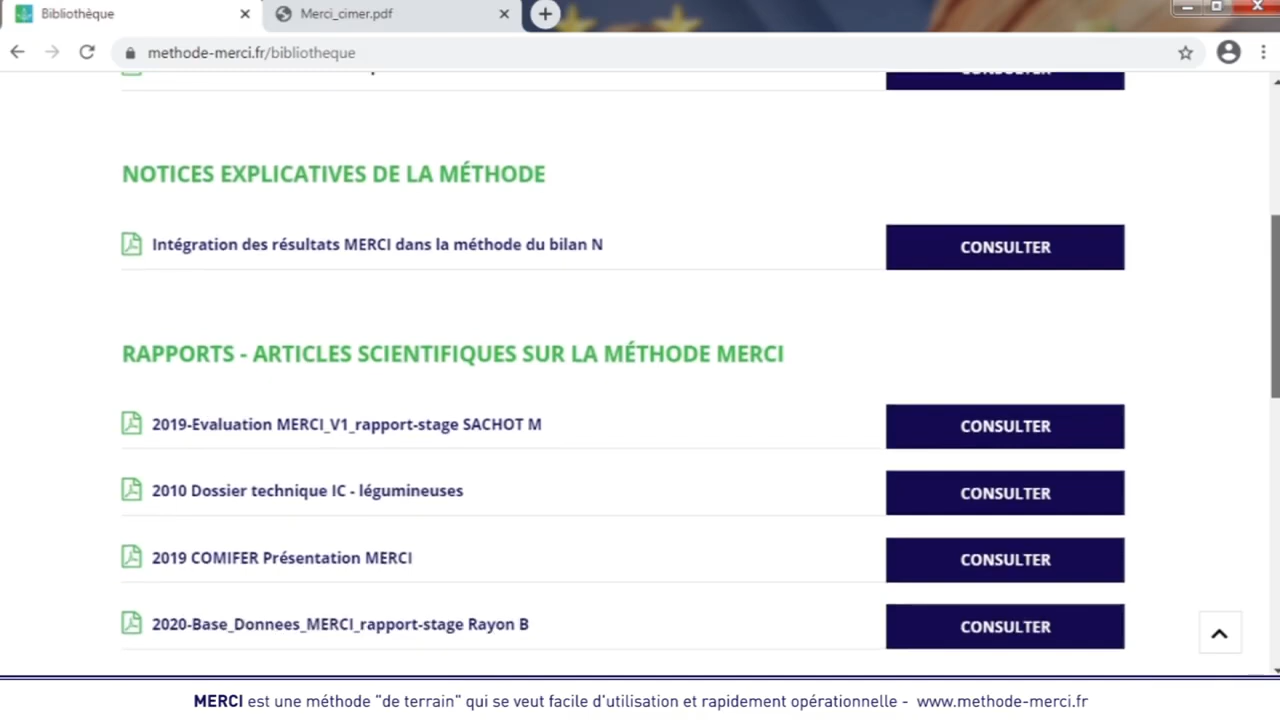 Bibliothèque
Merci_cimer.pdf
methode-merci.fr/bibliotheque
CONSULTER
NOTICES EXPLICATIVES DE LA MÉTHODE
Intégration des résultats MERCI dans la méthode du bilan N
CONSULTER
RAPPORTS - ARTICLES SCIENTIFIQUES SUR LA MÉTHODE MERCI
2019-Evaluation MERCI_V1_rapport-stage SACHOT M
CONSULTER
2010 Dossier technique IC - légumineuses
CONSULTER
2019 COMIFER Présentation MERCI
CONSULTER
2020-Base_Donnees_MERCI_rapport-stage Rayon B
CONSULTER
MERCI est une méthode "de terrain" qui se veut facile d'utilisation et rapidement opérationnelle - www.methode-merci.fr